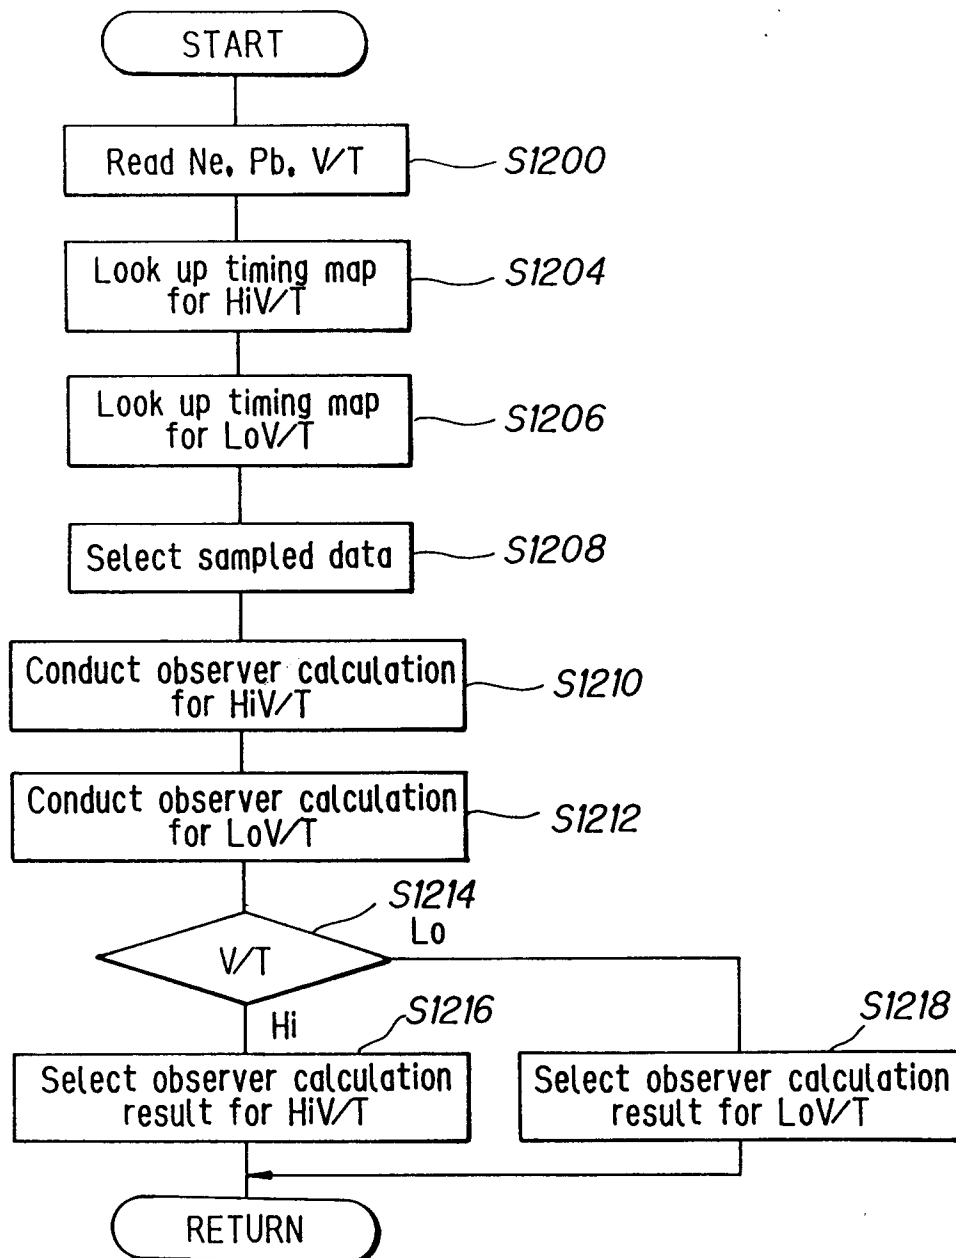 START
Read Ne. Pb. V/T
S1200
Look up timing map
for HiV/T
S1204
Look up timing map
for LoV/T
S1206
Select sampled data
S1208
Conduct observer calculation
for HiV/T
S1210
Conduct observer calculation
for LoV/T
S1212
S1214
V/T
Lo
Hi
S1216
Select observer calculation
result for HiV/T
S1218
Select observer calculation
result for LoV/T
RETURN